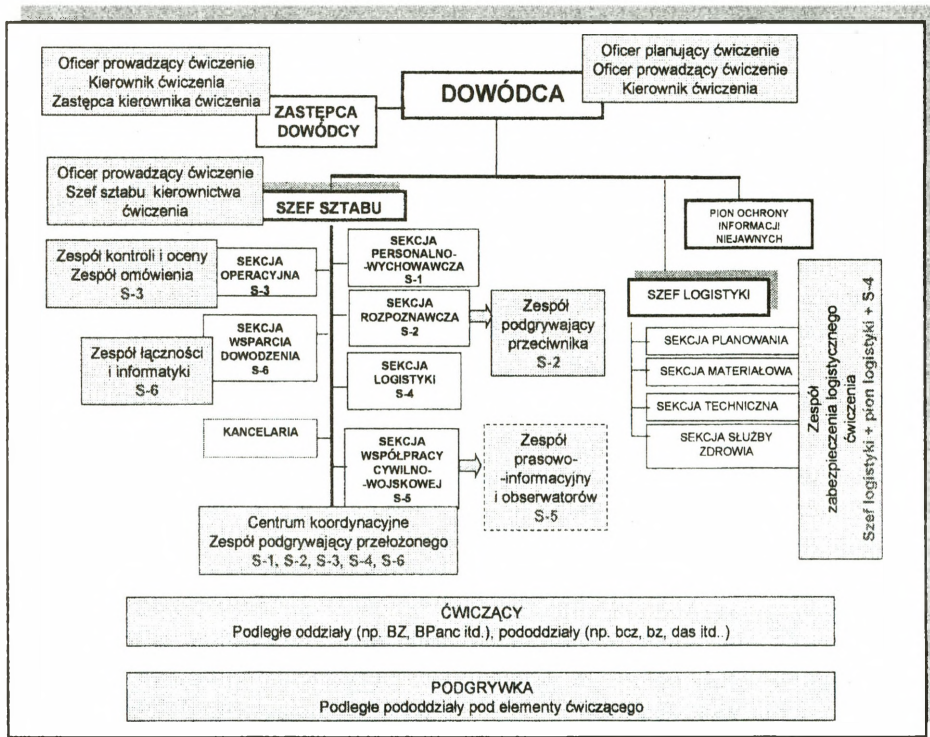 Oficer prowadzący ćwiczenie
Kierownik ćwiczenia
Zastępca kierownika ćwiczenia
ZASTĘPCA
DOWÓDCY
DOWÓDCA
Oficer planujący ćwiczenie
Oficer prowadzący ćwiczenie
Kierownik ćwiczenia
Oficer prowadzący ćwiczenie
Szef sztabu kierownictwa
ćwiczenia
SZEF SZTABU
PION OCHRONY
INFORMACJI
NIEJAWNYCH
Zespół kontroli i oceny
Zespół omówienia
S-3
SEKCJA
OPERACYJNA
S-3
SEKCJA
PERSONALNO-
-WYCHOWAWCZA
S-1
SEKCJA
ROZPOZNAWCZA
S-2
Zespół
podgrywający
przeciwnika
S-2
Zespół łączności
i informatyki
S-6
SEKCJA
WSPARCIA
DOWODZENIA
S-6
SEKCJA
LOGISTYKI
S-4
KANCELARIA
SEKCJA
WSPÓŁPRACY
CYWILNO-
-WOJSKOWEJ
S-5
Zespół
prasowo-
-informacyjny
i obserwatorów
S-5
SZEF LOGISTYKI
SEKCJA PLANOWANIA
SEKCJA MATERIAŁOWA
SEKCJA TECHNICZNA
SEKCJA SŁUŻBY
ZDROWIA
Zespół
zabezpieczenia logistycznego
ćwiczenia
Szef logistyki + pion logistyki + S-4
Centrum koordynacyjne
Zespół podgrywający przełożonego
S-1, S-2, S-3, S-4, S-6
ĆWICZĄCY
Podległe oddziały (np. BZ, BPanc itd.), pododdziały (np. bcz, bz, das itd..)
PODGRYWKA
Podległe pododdziały pod elementy ćwiczącego